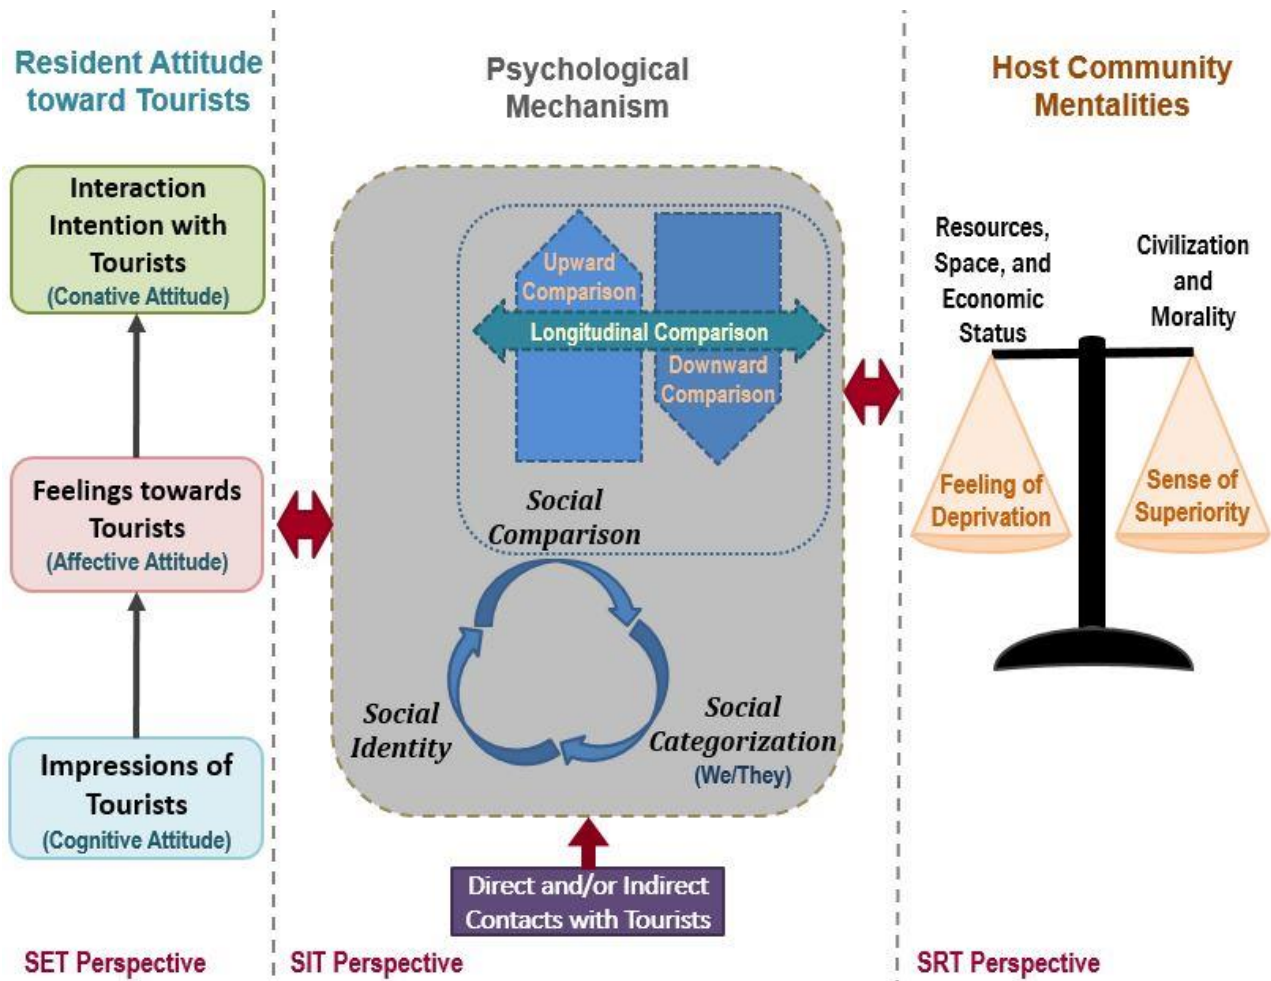 Resident Attitude
toward Tourists
Interaction
Intention with
Tourists
(Conative Attitude)
Feelings towards
Tourists
(Affective Attitude)
Impressions of
Tourists
(Cognitive Attitude)
SET Perspective
Psychological
Mechanism
Upward
Comparison
Longitudinal Comparison
Downward
Comparison
Social
Comparison
Social
Identity
Social
Categorization
(We/They)
Direct and/or Indirect
Contacts with Tourists
SIT Perspective
Host Community
Mentalities
Resources,
Space, and
Economic
Status
Civilization
and
Morality
Feeling of
Deprivation
Sense of
Superiority
SRT Perspective